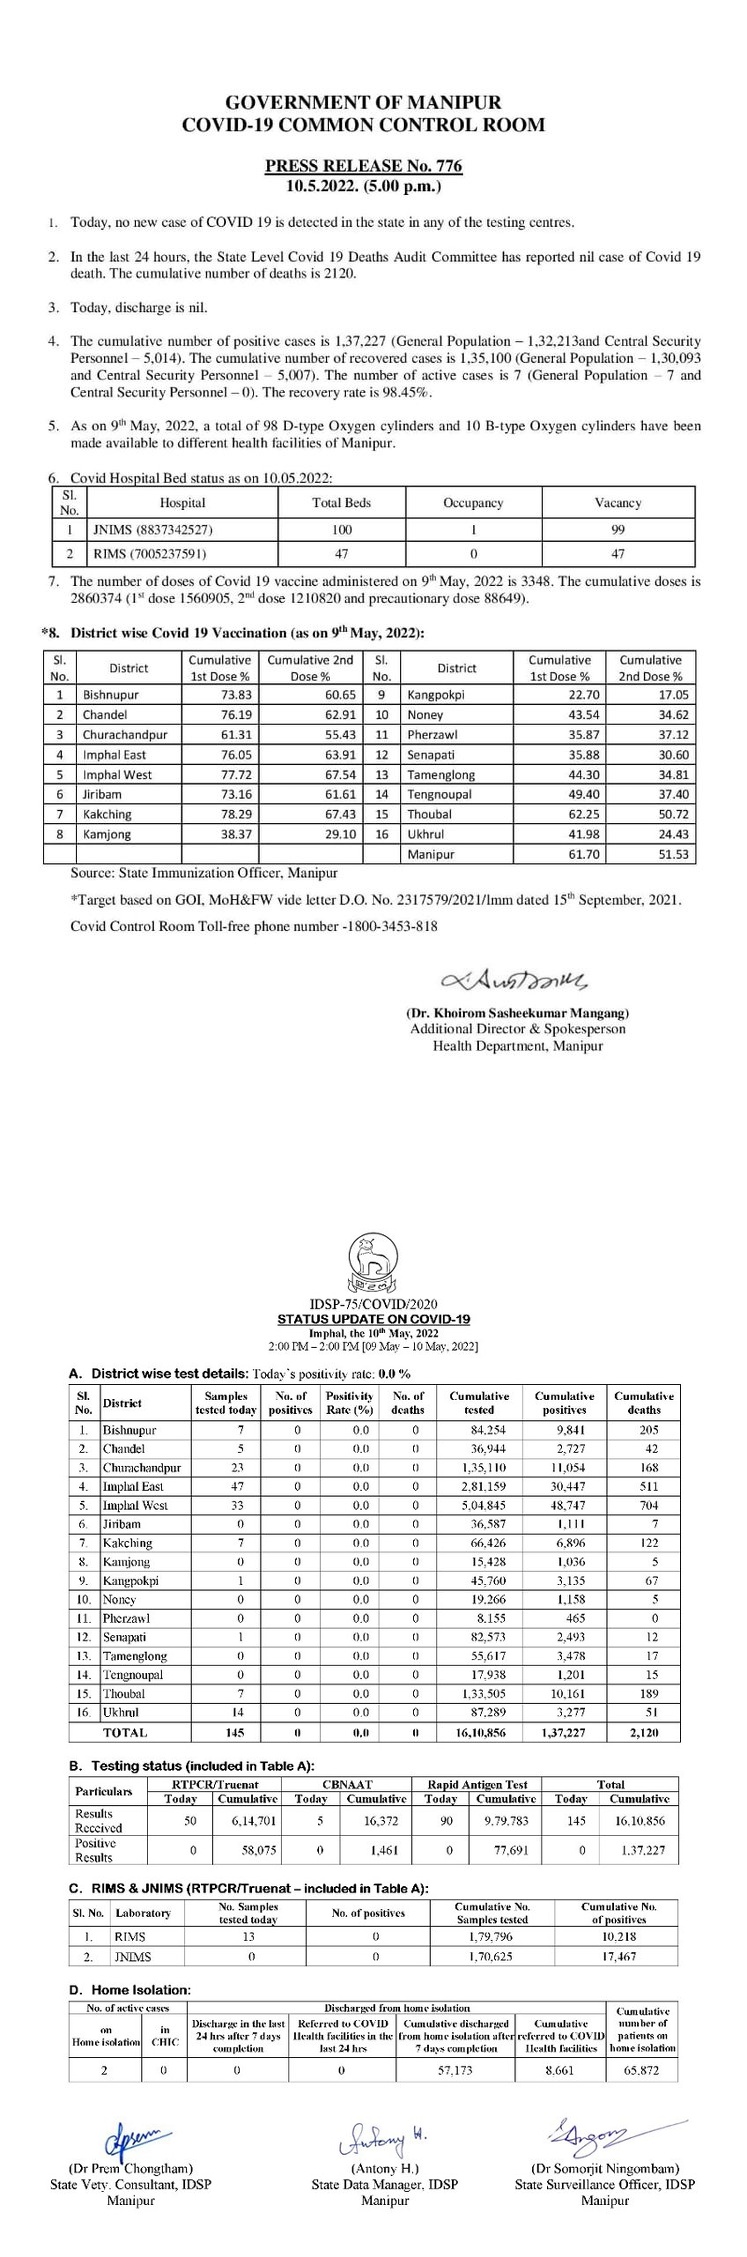 GOVERNMENT OF MANIPUR
COVID-19 COMMON CONTROL ROOM
PRESS RELEASE No. 776
10.5.2022. (5.00 p.m.)
1. Today, no new case of COVID 19 is detected in the state in any of the testing centres.
2. In the last 24 hours, the State Level Covid 19 Deaths Audit Committee has reported nil case of Covid 19
death. The cumulative number of deaths is 2120.
3. Today, discharge is nil.
4. The cumulative number of positive cases is 1,37,227 (General Population – 1,32,213and Central Security
Personnel – 5,014). The cumulative number of recovered cases is 1,35,100 (General Population – 1,30,093
and Central Security Personnel – 5,007). The number of active cases is 7 (General Population – 7 and
Central Security Personnel – 0). The recovery rate is 98.45%.
5. As on 9th May, 2022, a total of 98 D-type Oxygen cylinders and 10 B-type Oxygen cylinders have been
made available to different health facilities of Manipur.
6. Covid Hospital Bed status as on 10.05.2022:
Sl. No. Hospital Total Beds Occupancy Vacancy
1 JNIMS (8837342527) 100 1 99
2 RIMS (7005237591) 47 0 47
7. The number of doses of Covid 19 vaccine administered on 9th May, 2022 is 3348. The cumulative doses is
2860374 (1st dose 1560905, 2nd dose 1210820 and precautionary dose 88649).
*8. District wise Covid 19 Vaccination (as on 9th May, 2022):
Sl. No. District Cumulative 1st Dose % Cumulative 2nd Dose % Sl. No. District Cumulative 1st Dose % Cumulative 2nd Dose %
1 Bishnupur 73.83 60.65 9 Kangpokpi 22.70 17.05
2 Chandel 76.19 62.91 10 Noney 43.54 34.62
3 Churachandpur 61.31 55.43 11 Pherzawl 35.87 37.12
4 Imphal East 76.05 63.91 12 Senapati 35.88 30.60
5 Imphal West 77.72 67.54 13 Tamenglong 44.30 34.81
6 Jiribam 73.16 61.61 14 Tengnoupal 49.40 37.40
7 Kakching 78.29 67.43 15 Thoubal 62.25 50.72
8 Kamjong 38.37 29.10 16 Ukhrul 41.98 24.43
Manipur 61.70 51.53
Source: State Immunization Officer, Manipur
*Target based on GOI, MoH&FW vide letter D.O. No. 2317579/2021/Imm dated 15th September, 2021.
Covid Control Room Toll-free phone number -1800-3453-818
(Dr. Khoirom Sasheekumar Mangang)
Additional Director & Spokesperson
Health Department, Manipur
IDSP-75/COVID/2020
STATUS UPDATE ON COVID-19
Imphal, the 10th May, 2022
2:00 PM – 2:00 PM [09 May – 10 May, 2022]
A. District wise test details: Today's positivity rate: 0.0 %
Sl. No. District Samples tested today No. of positives Positivity Rate (%) No. of deaths Cumulative tested Cumulative positives Cumulative deaths
1. Bishnupur 7 0 0.0 0 84,254 9,841 205
2. Chandel 5 0 0.0 0 36,944 2,727 42
3. Churachandpur 23 0 0.0 0 1,35,110 11,054 168
4. Imphal East 47 0 0.0 0 2,81,159 30,447 511
5. Imphal West 33 0 0.0 0 5,04,845 48,747 704
6. Jiribam 0 0 0.0 0 36,587 1,111 7
7. Kakching 7 0 0.0 0 66,426 6,896 122
8. Kamjong 0 0 0.0 0 15,428 1,036 5
9. Kangpokpi 1 0 0.0 0 45,760 3,135 67
10. Noney 0 0 0.0 0 19,266 1,158 5
11. Pherzawl 0 0 0.0 0 8,155 465 0
12. Senapati 1 0 0.0 0 82,573 2,493 12
13. Tamenglong 0 0 0.0 0 55,617 3,478 17
14. Tengnoupal 0 0 0.0 0 17,938 1,201 15
15. Thoubal 7 0 0.0 0 1,33,505 10,161 189
16. Ukhrul 14 0 0.0 0 87,289 3,277 51
TOTAL 145 0 0.0 0 16,10,856 1,37,227 2,120
B. Testing status (included in Table A):
Particulars RTPCR/Truenat CBNAAT Rapid Antigen Test Total
Today Cumulative Today Cumulative Today Cumulative Today Cumulative
Results Received 50 6,14,701 5 16,372 90 9,79,783 145 16,10,856
Positive Results 0 58,075 0 1,461 0 77,691 0 1,37,227
C. RIMS & JNIMS (RTPCR/Truenat – included in Table A):
Sl. No. Laboratory No. Samples tested today No. of positives Cumulative No. Samples tested Cumulative No. of positives
1. RIMS 13 0 1,79,796 10,218
2. JNIMS 0 0 1,70,625 17,467
D. Home Isolation:
No. of active cases Discharged from home isolation Cumulative number of patients on home isolation
on Home isolation in CHIC Discharge in the last 24 hrs after 7 days completion Referred to COVID Health facilities in the last 24 hrs Cumulative discharged from home isolation after 7 days completion Cumulative referred to COVID Health facilities
2 0 0 0 57,173 8,661 65,872
Antony H.
(Dr Prem Chongtham) (Antony H.) (Dr Somorjit Ningombam)
State Vety. Consultant, IDSP State Data Manager, IDSP State Surveillance Officer, IDSP
Manipur Manipur Manipur